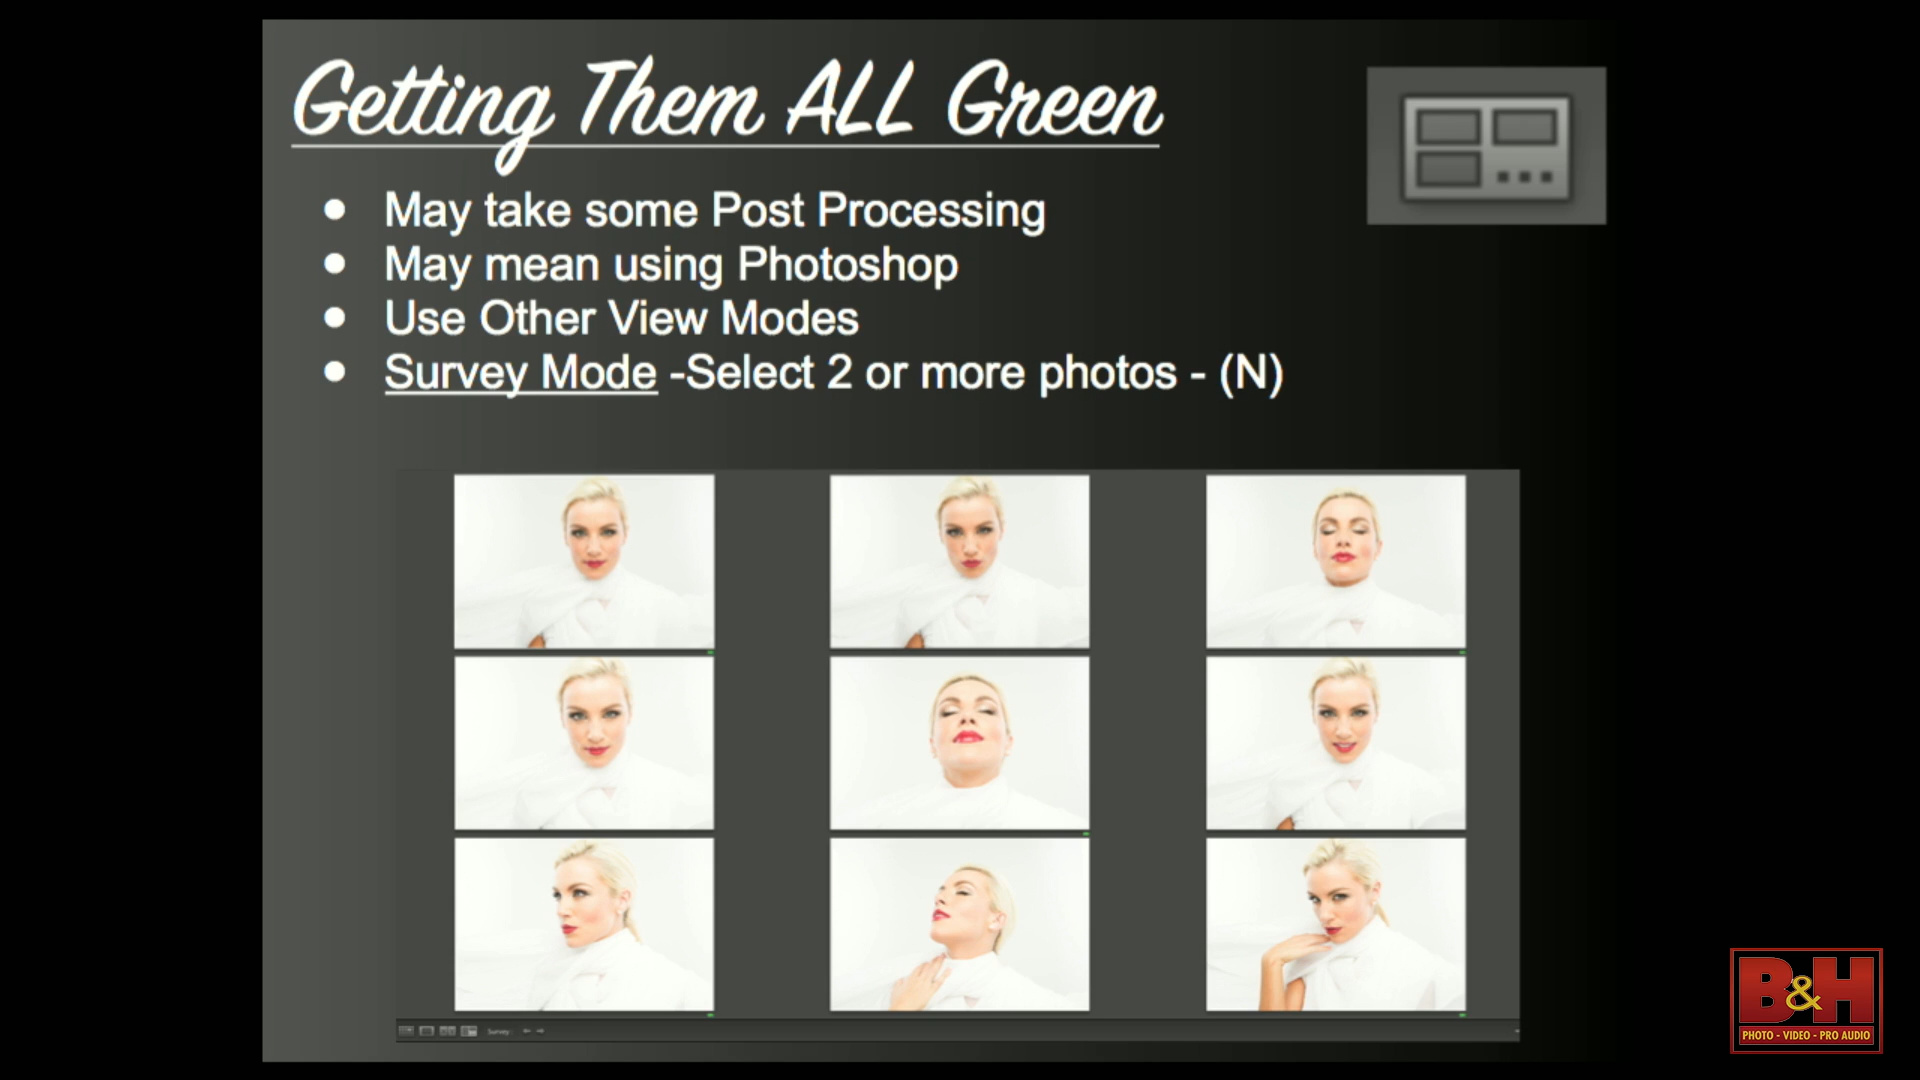 Getting Them ALL Green
May take some Post Processing
May mean using Photoshop
Use Other View Modes
Survey Mode -Select 2 or more photos - (N)
Survey
B&H
PHOTO - VIDEO - PRO AUDIO